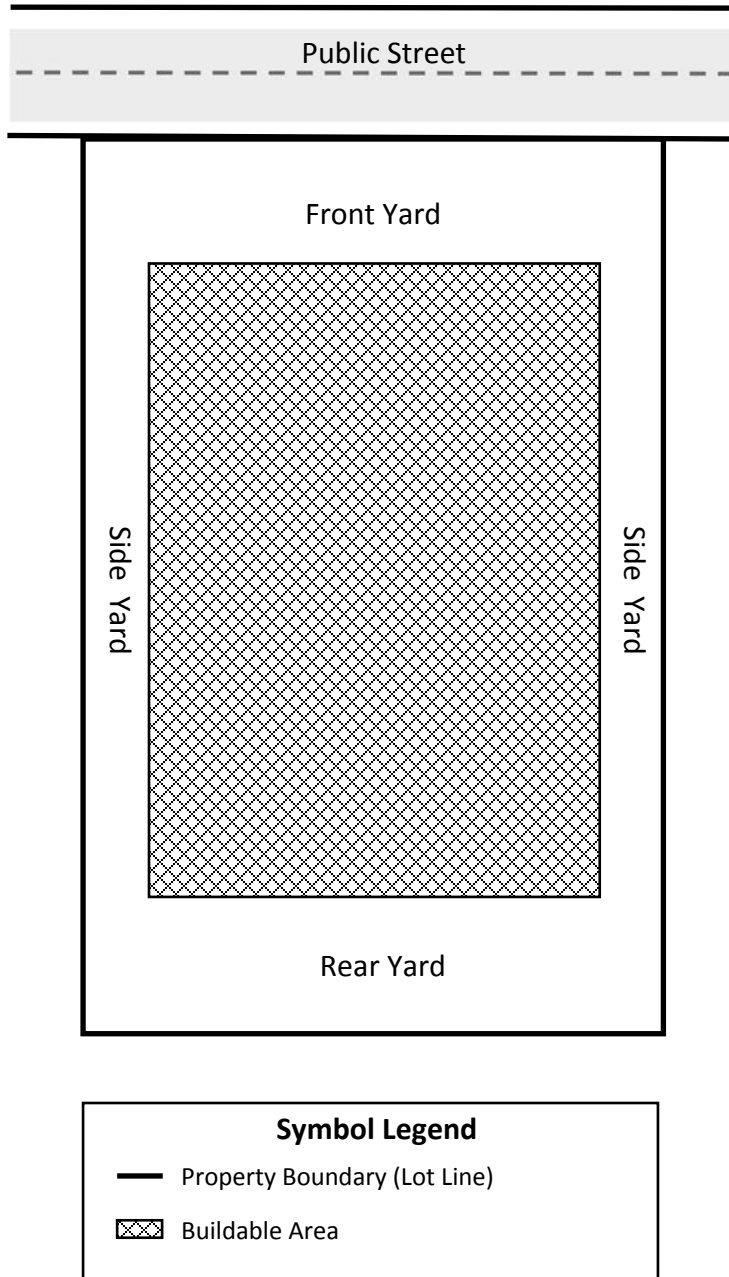 Public Street
Front Yard
Side Yard
Side Yard
Rear Yard
Symbol Legend
Property Boundary (Lot Line)
Buildable Area